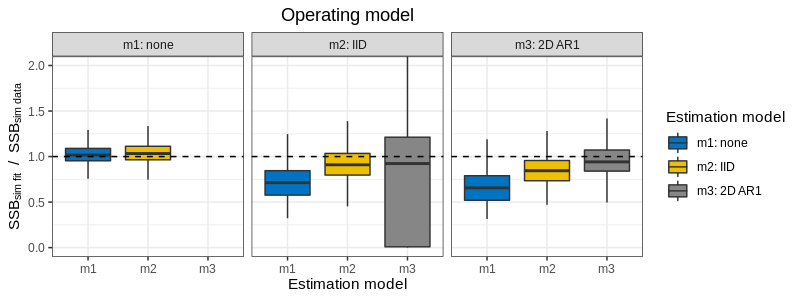 Operating model
m1: none
m2: IID
m3: 2D AR1
SSBsim fit / SSBsim data
2.0
1.5
1.0
0.5
0.0
m1 m2 m3
m1 m2 m3
m1 m2 m3
Estimation model
Estimation model
m1: none
m2: IID
m3: 2D AR1